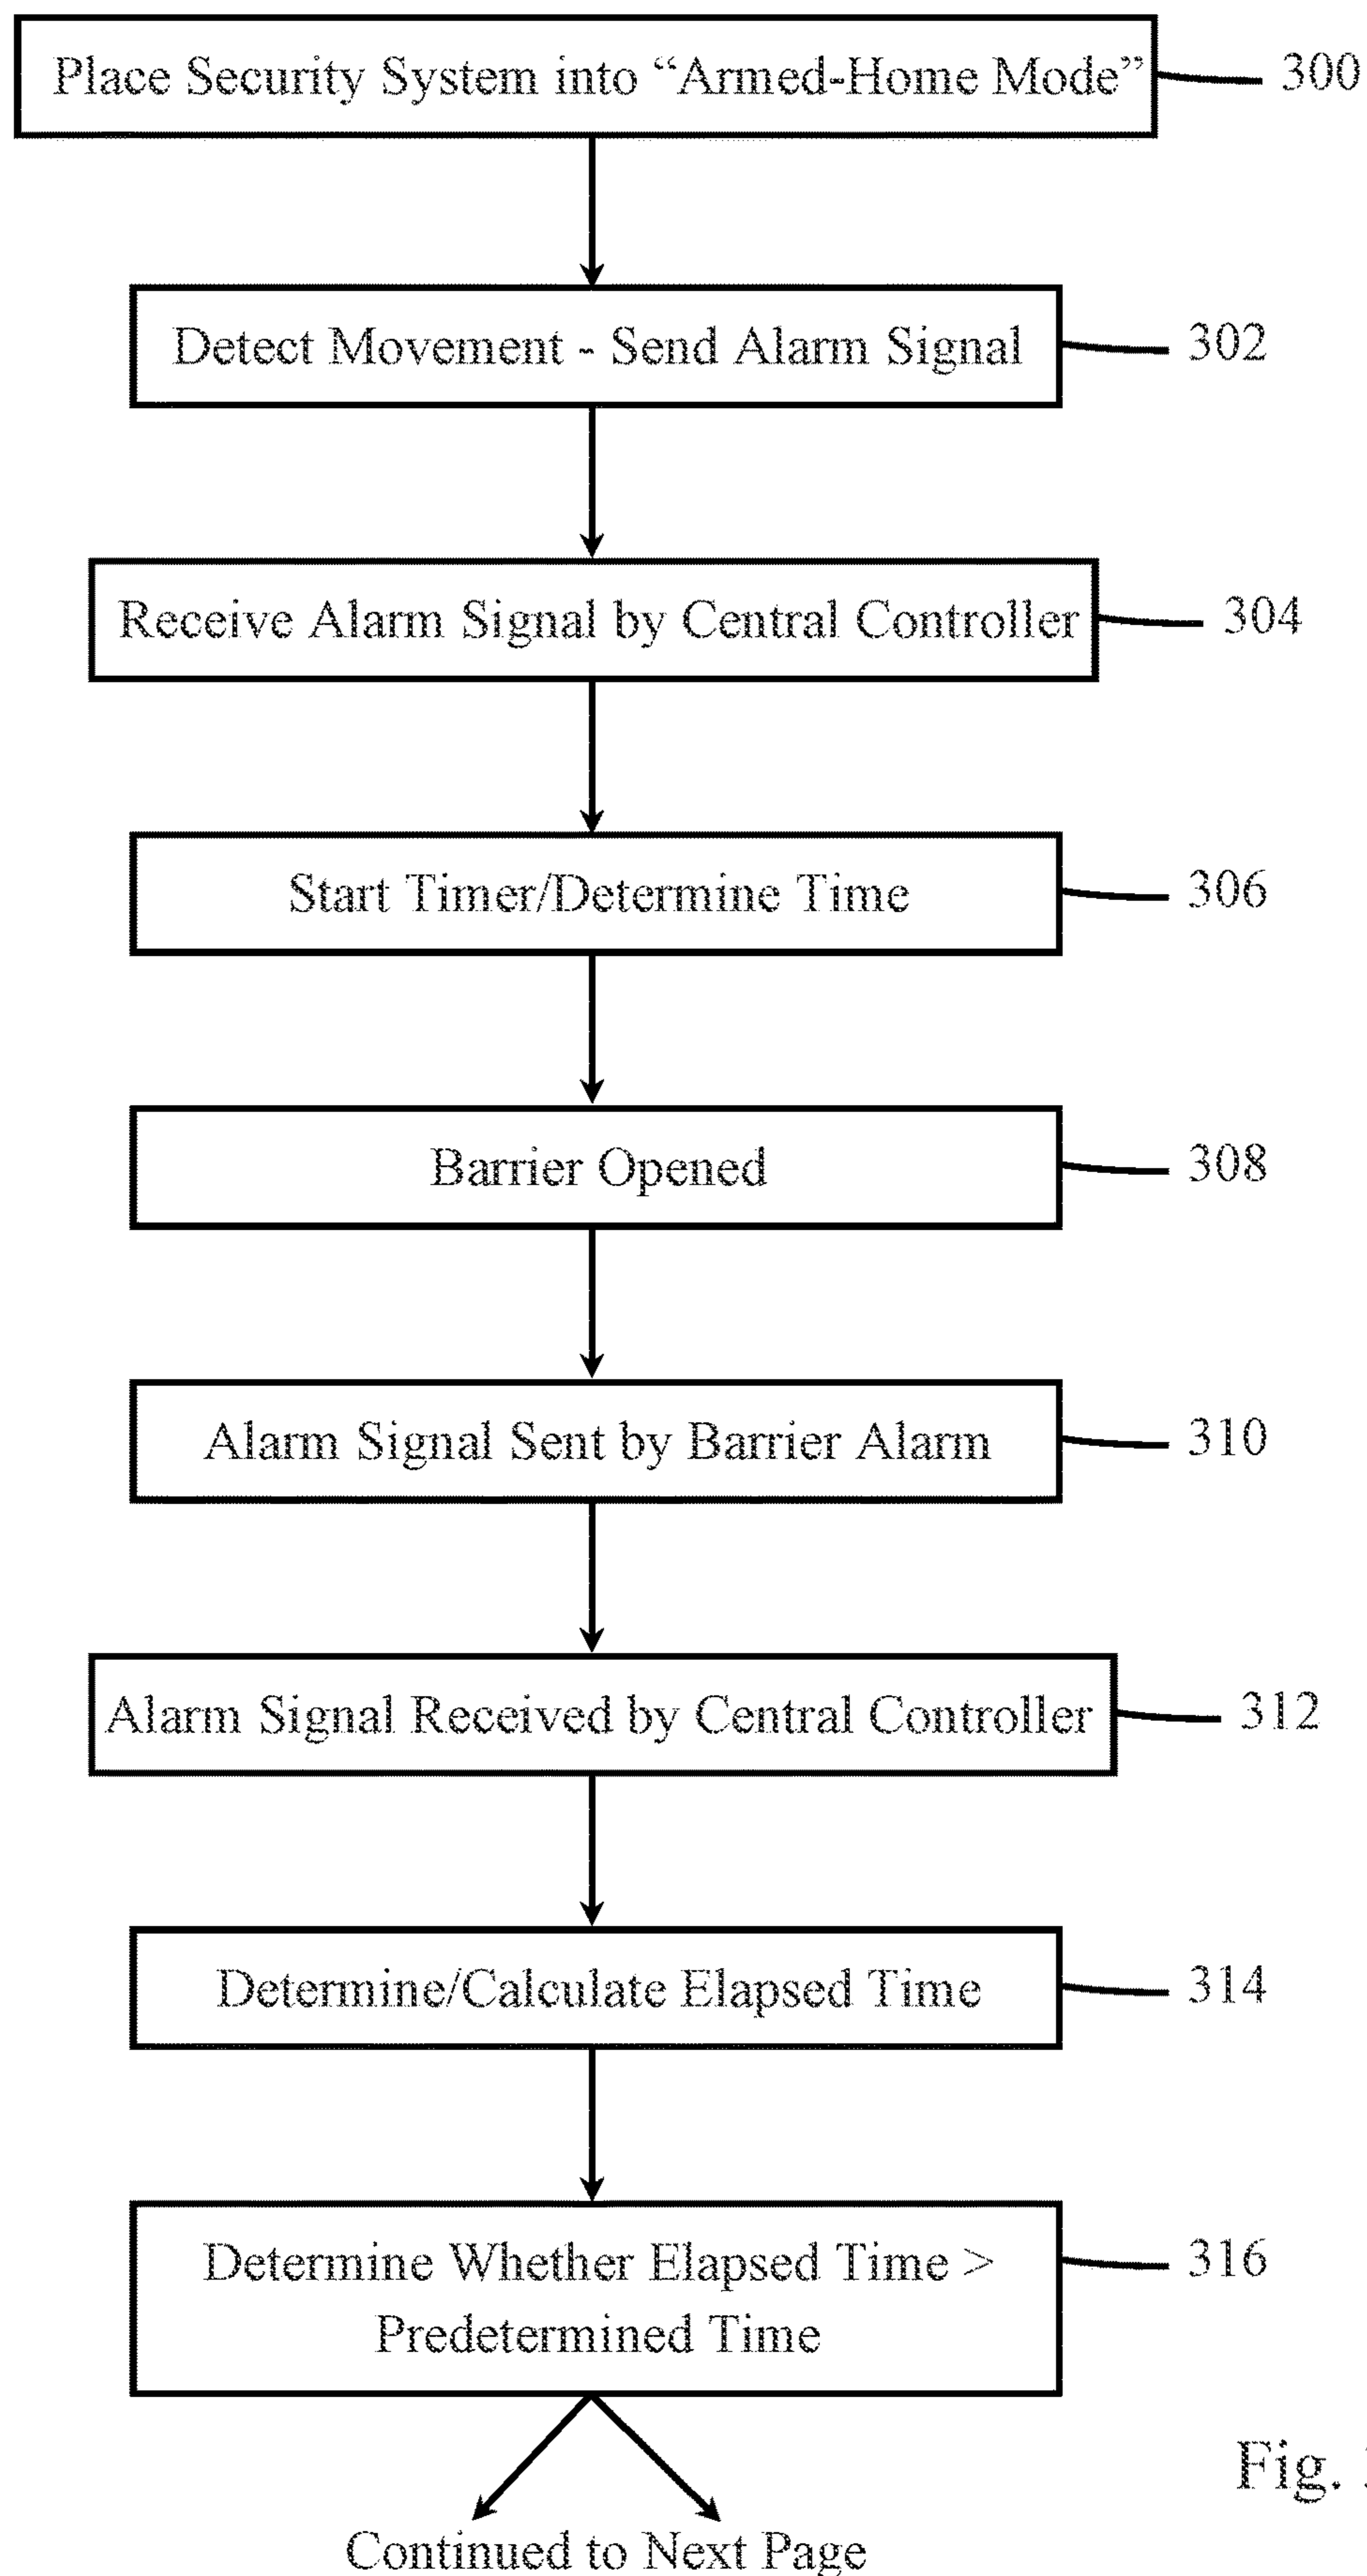 Place Security System into “Armed-Home Mode”
300
Detect Movement - Send Alarm Signal
302
Receive Alarm Signal by Central Controller
304
Start Timer/Determine Time
306
Barrier Opened
308
Alarm Signal Sent by Barrier Alarm
310
Alarm Signal Received by Central Controller
312
Determine/Calculate Elapsed Time
314
Determine Whether Elapsed Time >
Predetermined Time
316
Fig.
Continued to Next Page